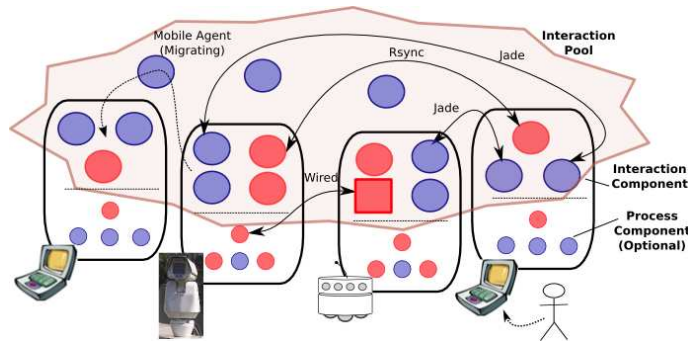 Mobile Agent
(Migrating)
Rsync
Interaction
Pool
Jade
Jade
Wired
Interaction
Component
Process
Component
(Optional)